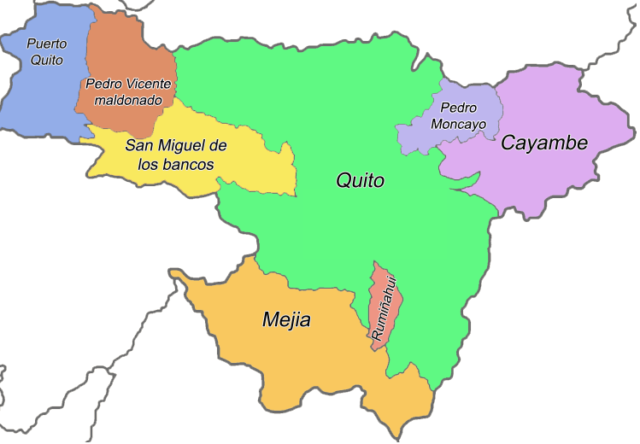 Puerto
Quito
Pedro Vicente
maldonado
San Miguel de
los bancos
Quito
Pedro
Moncayo
Cayambe
Mejia
Rumiñahui